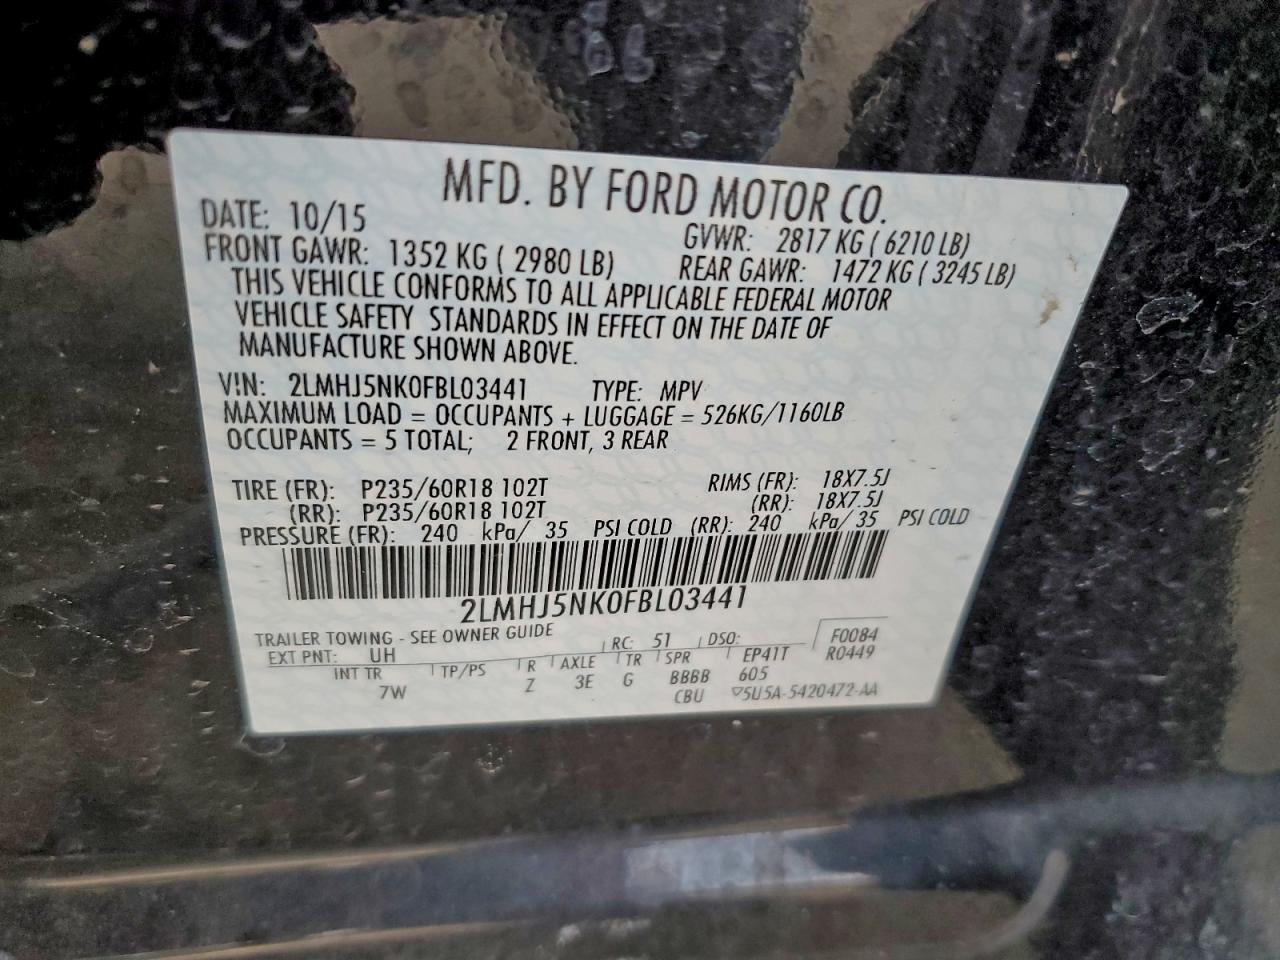 MFD. BY FORD MOTOR CO.
DATE: 10/15 GVWR: 2817 KG ( 6210 LB)
FRONT GAWR: 1352 KG ( 2980 LB) REAR GAWR: 1472 KG ( 3245 LB)
THIS VEHICLE CONFORMS TO ALL APPLICABLE FEDERAL MOTOR
VEHICLE SAFETY STANDARDS IN EFFECT ON THE DATE OF
MANUFACTURE SHOWN ABOVE.
VIN: 2LMHJ5NK0FBL03441 TYPE: MPV
MAXIMUM LOAD = OCCUPANTS + LUGGAGE = 526KG/1160LB
OCCUPANTS = 5 TOTAL; 2 FRONT, 3 REAR
TIRE (FR): P235/60R18 102T RIMS (FR): 18X7.5J
(RR): P235/60R18 102T (RR): 18X7.5J
PRESSURE (FR): 240 kPa/ 35 PSI COLD (RR): 240 kPa/ 35 PSI COLD
2LMHJ5NK0FBL03441
TRAILER TOWING - SEE OWNER GUIDE
EXT PNT: UH RC: 51 DSO: F0084
R0449
INT TR TP/PS R AXLE TR SPR EP41T
7W Z 3E G BBBB 605
CBU 5U5A-5420472-AA